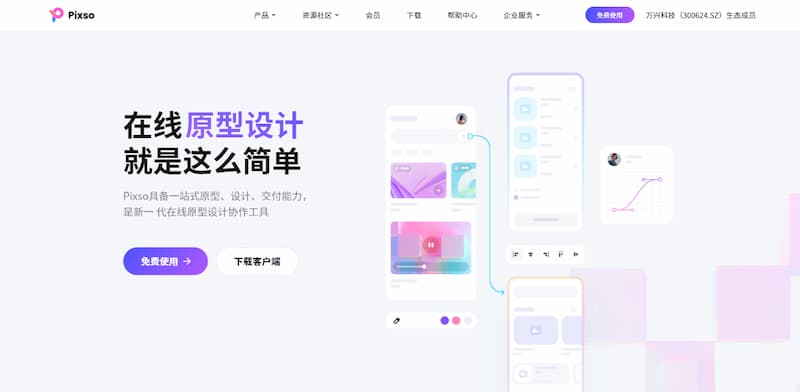 Pixso
产品
资源社区
会员
下载
帮助中心
企业服务
免费使用
万兴科技（300624.SZ）生态成员
在线原型设计
就是这么简单
Pixso具备一站式原型、设计、交付能力，
是新一代在线原型设计协作工具
免费使用 →
下载客户端